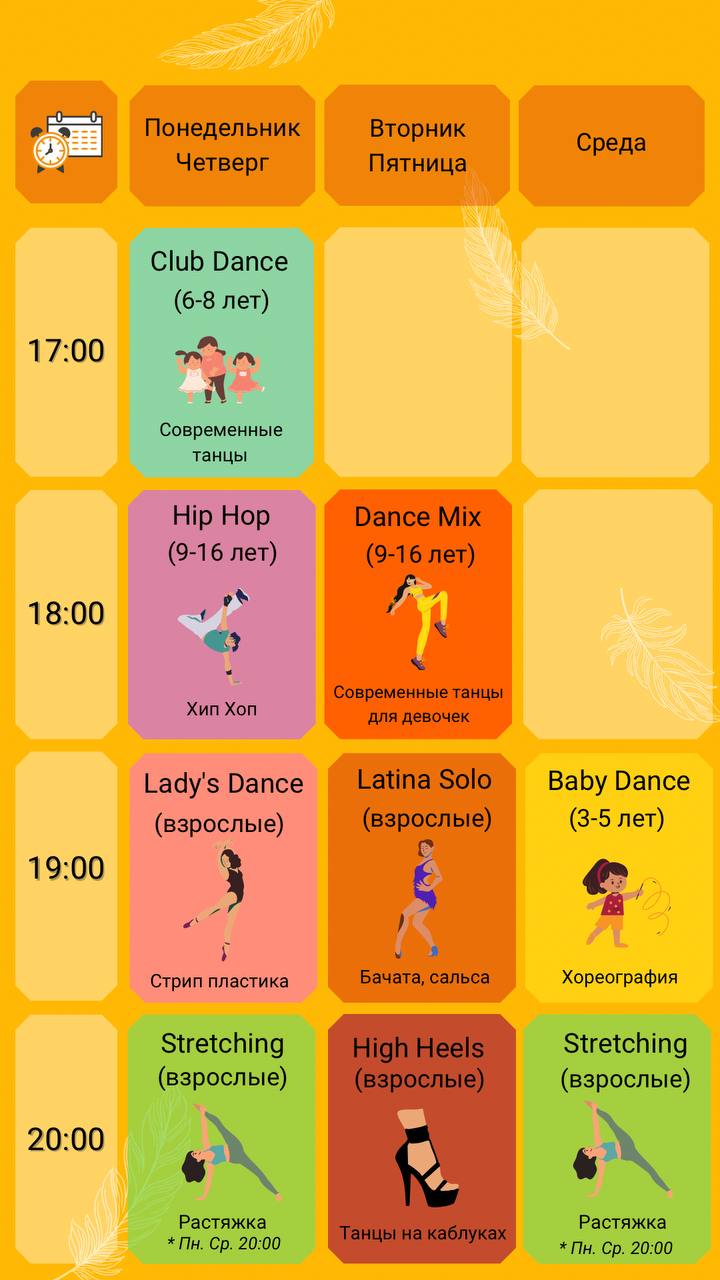 Понедельник
Четверг
Вторник
Пятница
Среда
17:00
Club Dance
(6-8 лет)
Современные
танцы
18:00
Hip Hop
(9-16 лет)
Хип Хоп
Dance Mix
(9-16 лет)
Современные танцы
для девочек
19:00
Lady's Dance
(взрослые)
Стрип пластика
Latina Solo
(взрослые)
Бачата, сальса
Baby Dance
(3-5 лет)
Хореография
20:00
Stretching
(взрослые)
Растяжка
* Пн. Ср. 20:00
High Heels
(взрослые)
Танцы на каблуках
Stretching
(взрослые)
Растяжка
* Пн. Ср. 20:00